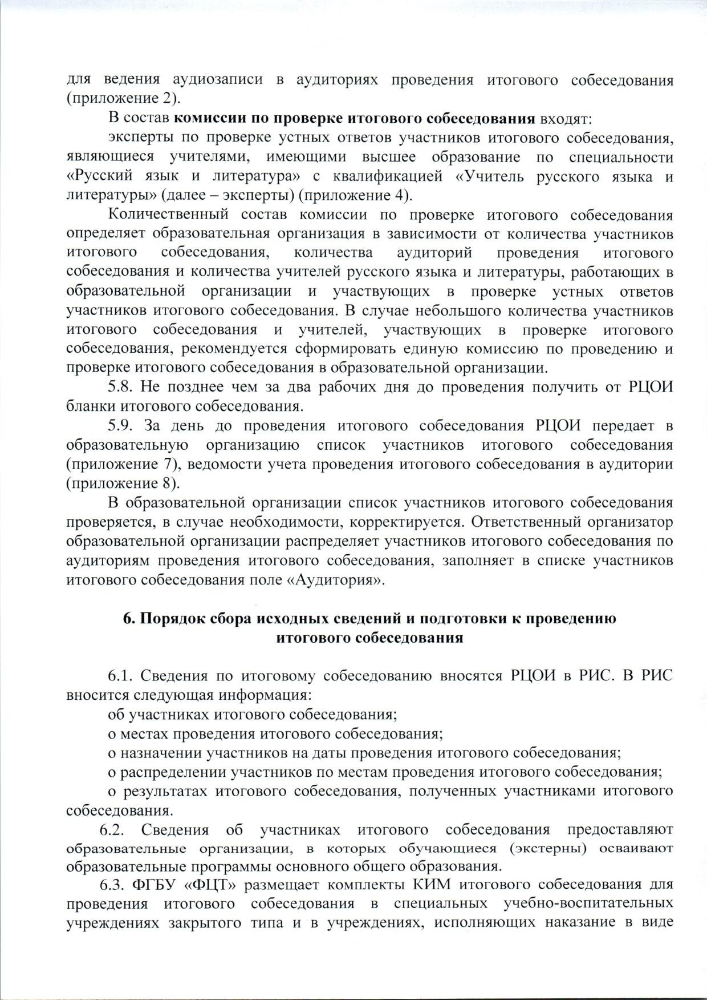 для ведения аудиозаписи в аудиториях проведения итогового собеседования
(приложение 2).
В состав комиссии по проверке итогового собеседования входят:
эксперты по проверке устных ответов участников итогового собеседования,
являющиеся учителями, имеющими высшее образование по специальности
«Русский язык и литература» с квалификацией «Учитель русского языка и
литературы» (далее – эксперты) (приложение 4).
Количественный состав комиссии по проверке итогового собеседования
определяет образовательная организация в зависимости от количества участников
итогового собеседования, количества аудиторий проведения итогового
собеседования и количества учителей русского языка и литературы, работающих в
образовательной организации и участвующих в проверке устных ответов
участников итогового собеседования. В случае небольшого количества участников
итогового собеседования и учителей, участвующих в проверке итогового
собеседования, рекомендуется сформировать единую комиссию по проведению и
проверке итогового собеседования в образовательной организации.
5.8. Не позднее чем за два рабочих дня до проведения получить от РЦОИ
бланки итогового собеседования.
5.9. За день до проведения итогового собеседования РЦОИ передает в
образовательную организацию список участников итогового собеседования
(приложение 7), ведомости учета проведения итогового собеседования в аудитории
(приложение 8).
В образовательной организации список участников итогового собеседования
проверяется, в случае необходимости, корректируется. Ответственный организатор
образовательной организации распределяет участников итогового собеседования по
аудиториям проведения итогового собеседования, заполняет в списке участников
итогового собеседования поле «Аудитория».
6. Порядок сбора исходных сведений и подготовки к проведению
итогового собеседования
6.1. Сведения по итоговому собеседованию вносятся РЦОИ в РИС. В РИС
вносится следующая информация:
об участниках итогового собеседования;
о местах проведения итогового собеседования;
о назначении участников на даты проведения итогового собеседования;
о распределении участников по местам проведения итогового собеседования;
о результатах итогового собеседования, полученных участниками итогового
собеседования.
6.2. Сведения об участниках итогового собеседования предоставляют
образовательные организации, в которых обучающиеся (экстерны) осваивают
образовательные программы основного общего образования.
6.3. ФГБУ «ФЦТ» размещает комплекты КИМ итогового собеседования для
проведения итогового собеседования в специальных учебно-воспитательных
учреждениях закрытого типа и в учреждениях, исполняющих наказание в виде